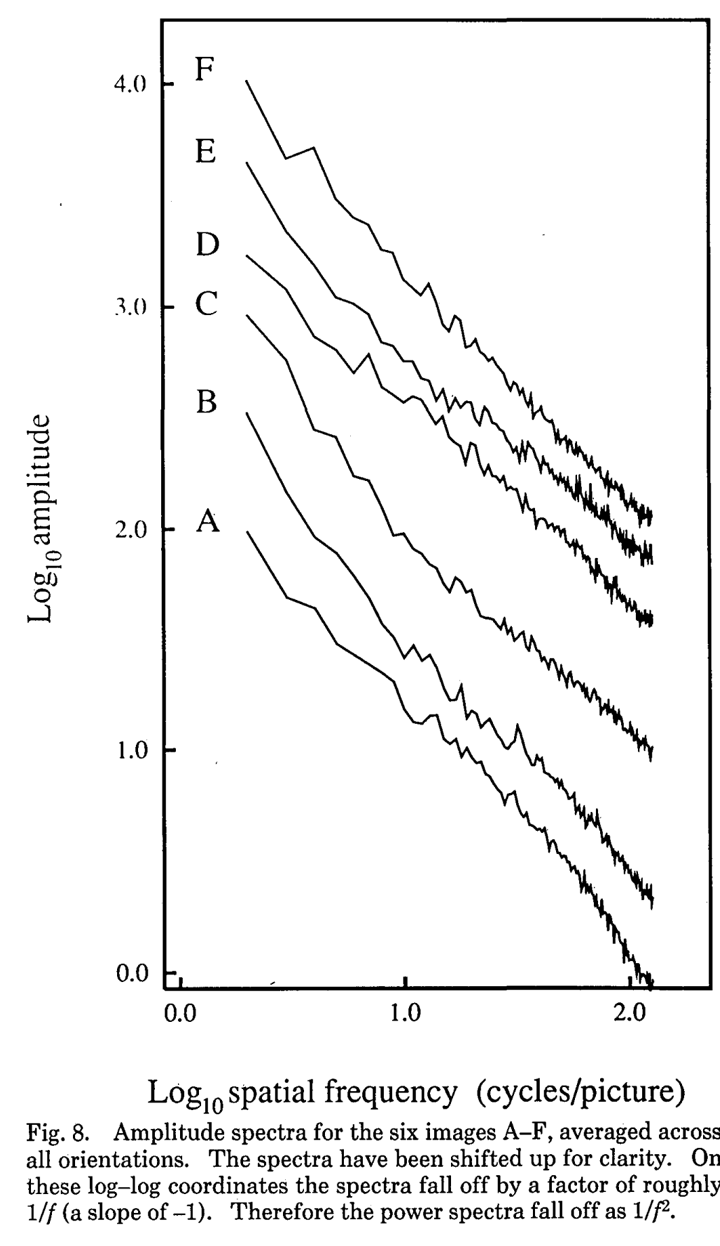 F
4.0
E
D
3.0
C
B
2.0
A
1.0
0.0
0.0 1.0 2.0
Log10 amplitude
Log10 spatial frequency (cycles/picture)
Fig. 8. Amplitude spectra for the six images A–F, averaged across
all orientations. The spectra have been shifted up for clarity. On
these log–log coordinates the spectra fall off by a factor of roughly
1/f (a slope of –1). Therefore the power spectra fall off as 1/f².